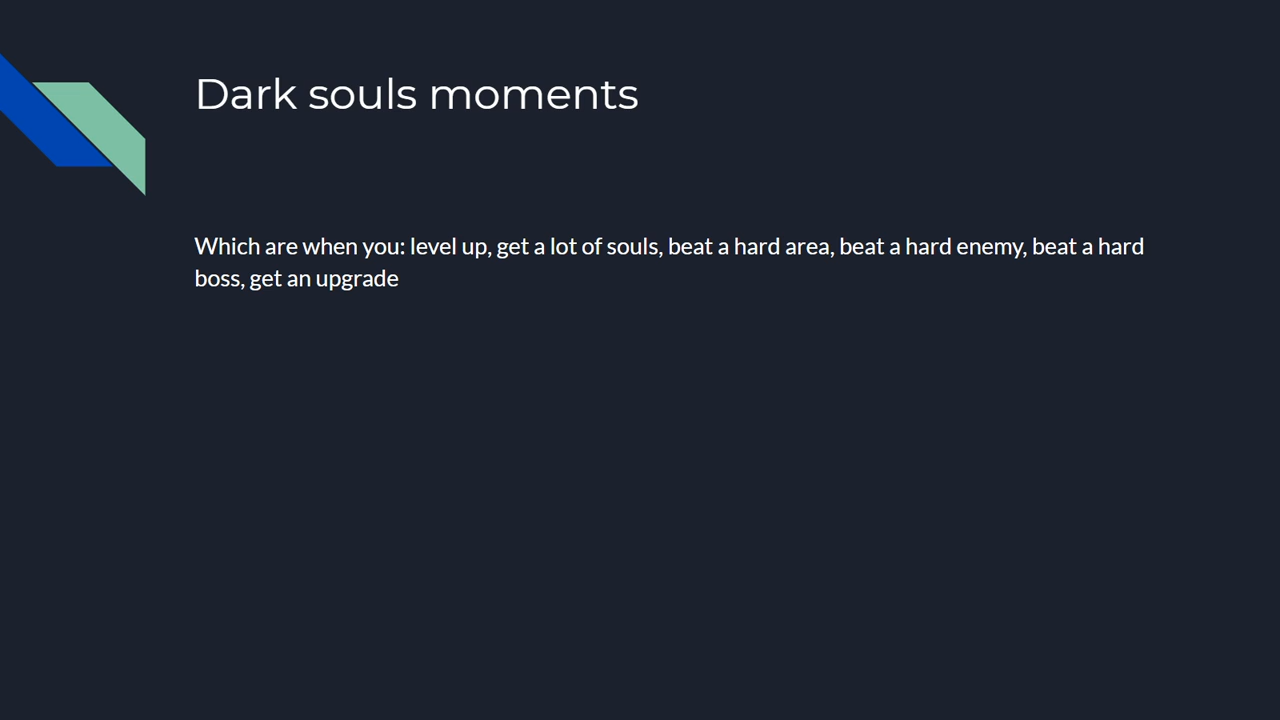 Dark souls moments
Which are when you: level up, get a lot of souls, beat a hard area, beat a hard enemy, beat a hard
boss, get an upgrade